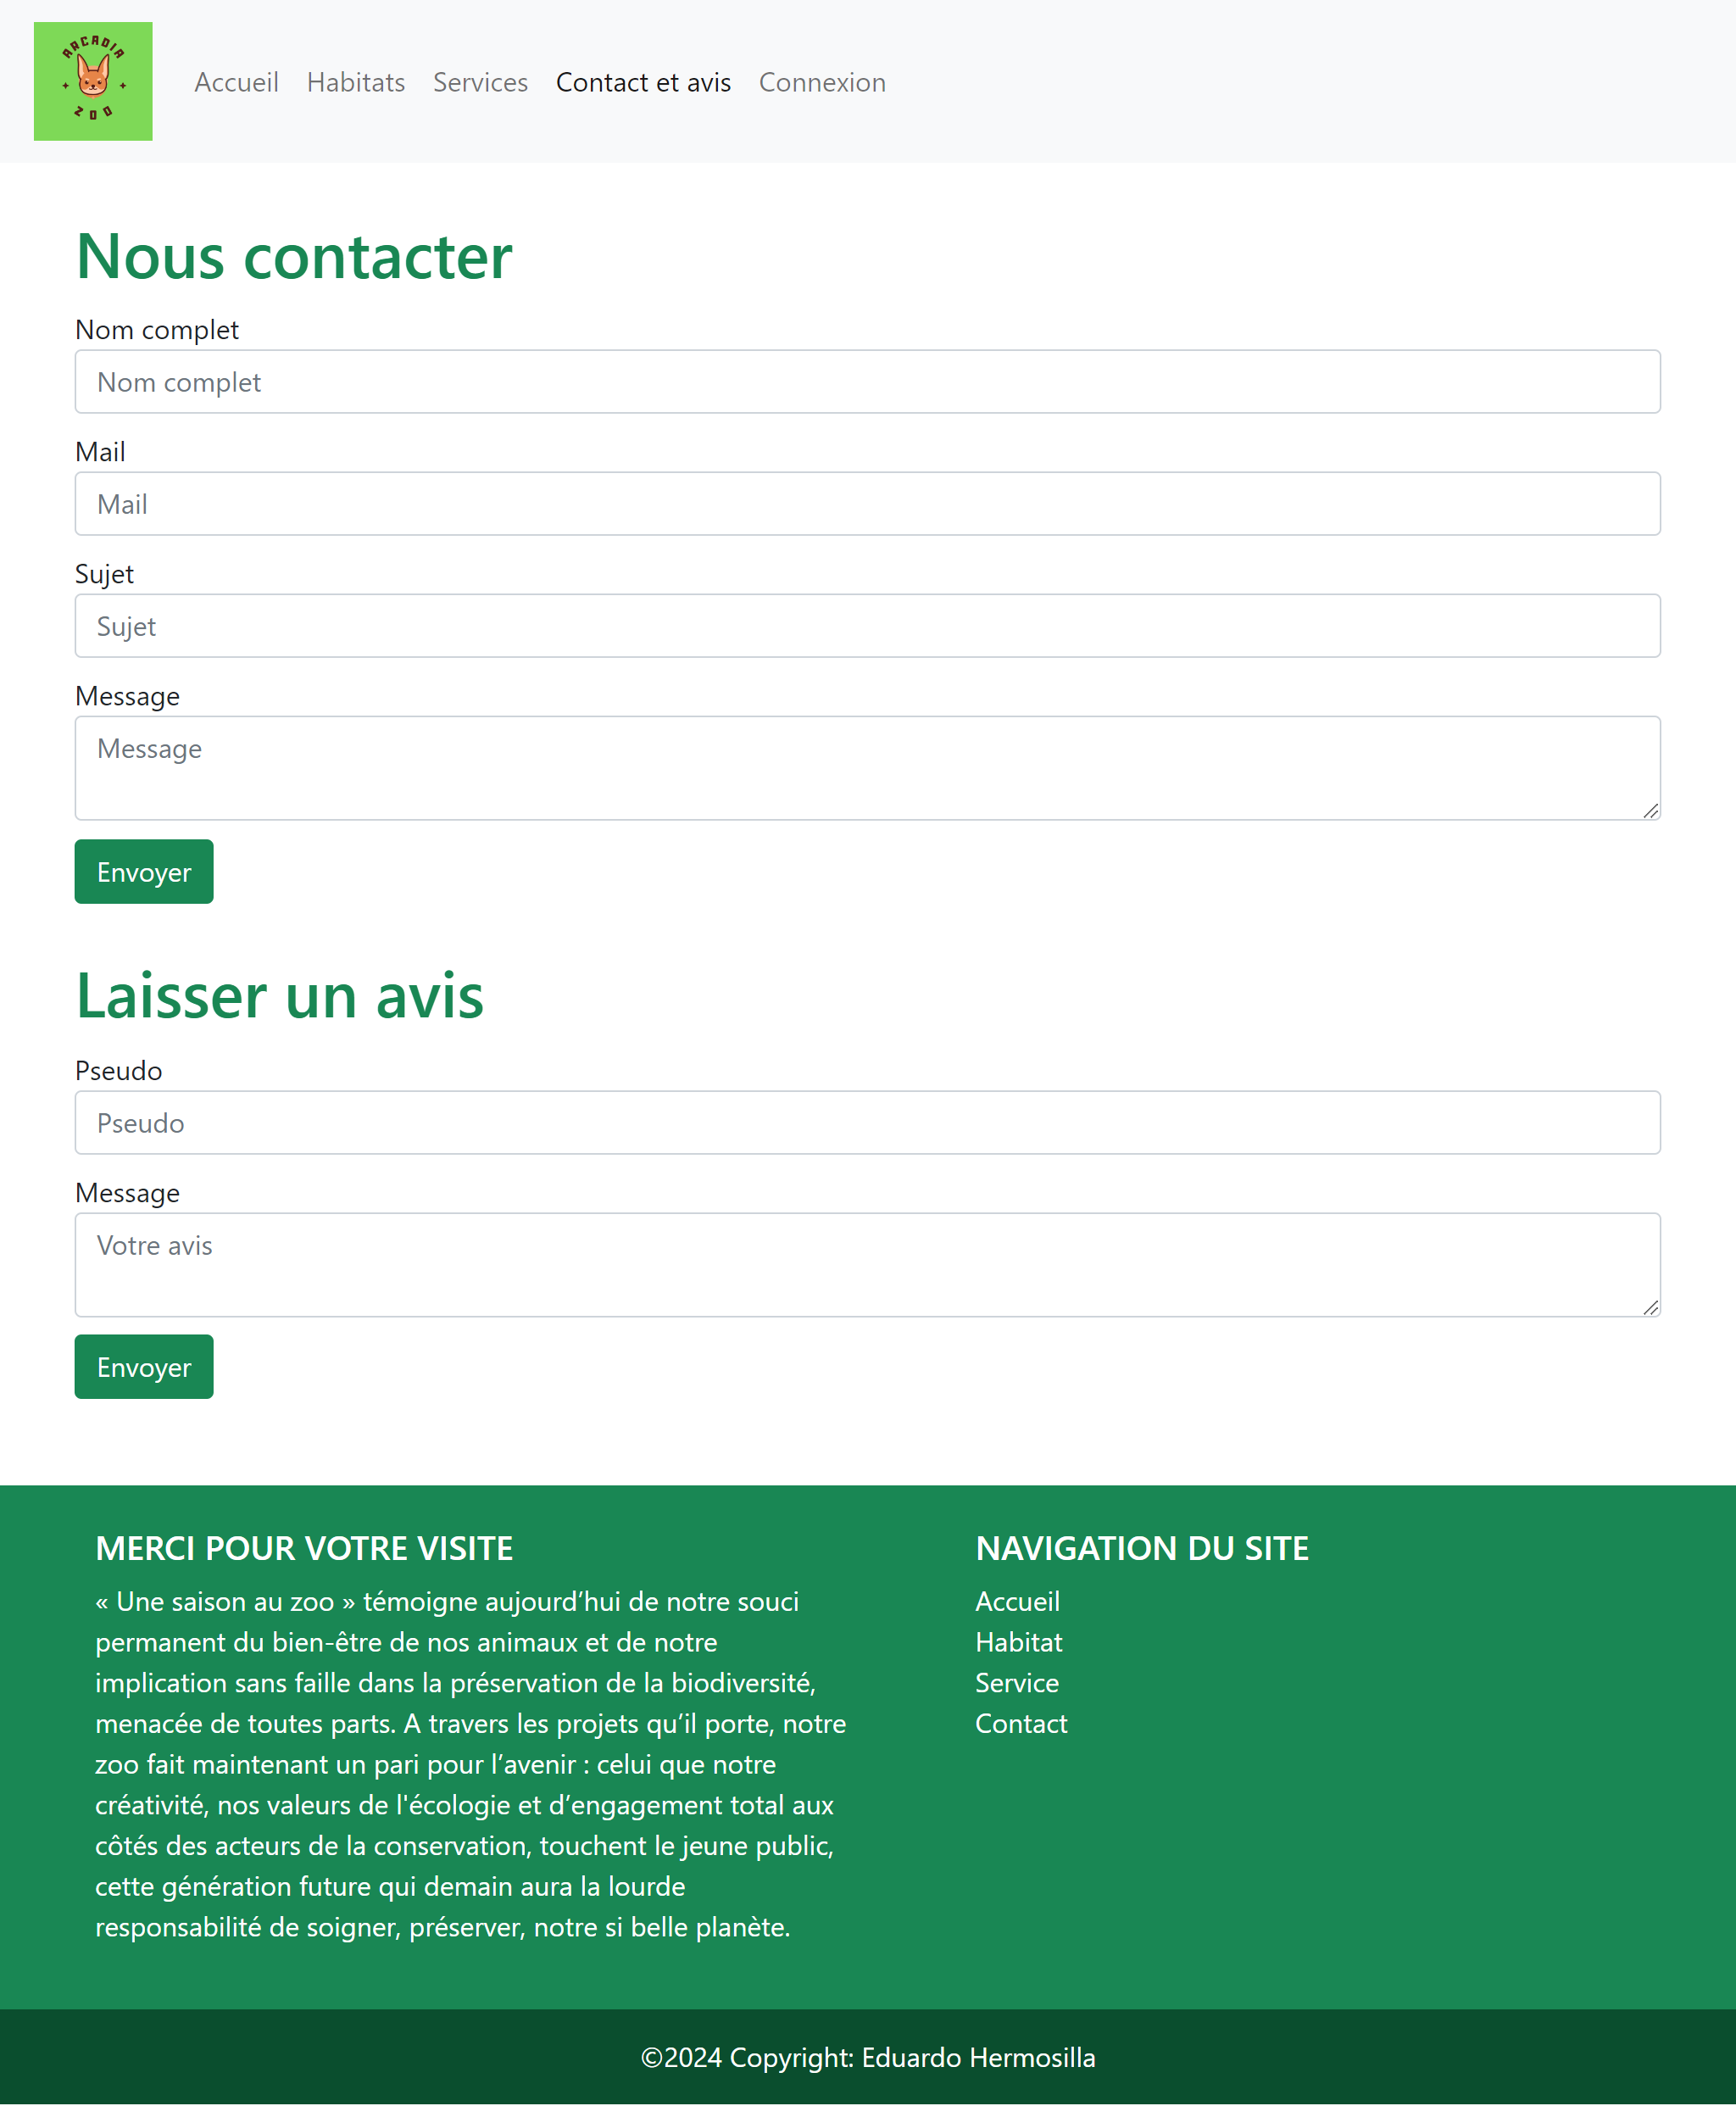 ARCADIA
ZOO
Accueil Habitats Services Contact et avis Connexion
Nous contacter
Nom complet
Nom complet
Mail
Mail
Sujet
Sujet
Message
Message
Envoyer
Laisser un avis
Pseudo
Pseudo
Message
Votre avis
Envoyer
MERCI POUR VOTRE VISITE
« Une saison au zoo » témoigne aujourd’hui de notre souci
permanent du bien-être de nos animaux et de notre
implication sans faille dans la préservation de la biodiversité,
menacée de toutes parts. A travers les projets qu’il porte, notre
zoo fait maintenant un pari pour l’avenir : celui que notre
créativité, nos valeurs de l'écologie et d’engagement total aux
côtés des acteurs de la conservation, touchent le jeune public,
cette génération future qui demain aura la lourde
responsabilité de soigner, préserver, notre si belle planète.
NAVIGATION DU SITE
Accueil
Habitat
Service
Contact
©2024 Copyright: Eduardo Hermosilla